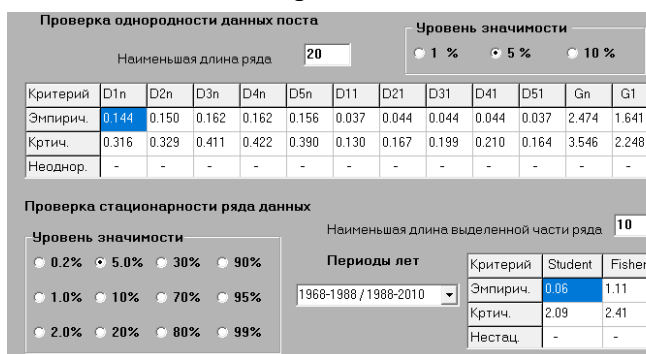 Проверка однородности данных поста
Уровень значимости
Наименьшая длина ряда 20
1 % 5 % 10 %
Критерий D1n D2n D3n D4n D5n D11 D21 D31 D41 D51 Gn G1
Эмпирич. 0.144 0.150 0.162 0.162 0.156 0.037 0.044 0.044 0.044 0.037 2.474 1.641
Кртич. 0.316 0.329 0.411 0.422 0.390 0.130 0.167 0.199 0.210 0.164 3.546 2.248
Неоднор. - - - - - - - - - - - -
Проверка стационарности ряда данных
Наименьшая длина выделенной части ряда 10
Уровень значимости
Периоды лет
0.2% 5.0% 30% 90%
1.0% 10% 70% 95%
2.0% 20% 80% 99%
1968-1988 / 1988-2010
Критерий Student Fisher
Эмпирич. 0.06 1.11
Кртич. 2.09 2.41
Нестац. - -